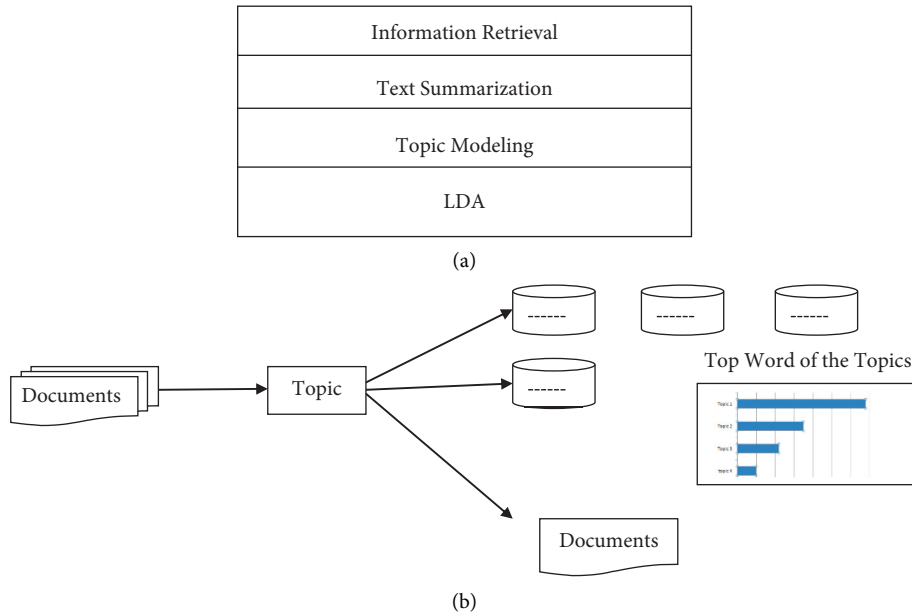 Information Retrieval
Text Summarization
Topic Modeling
LDA
(a)
------ ------ ------
Top Word of the Topics
Documents
Topic
------
Topic 1
Topic 2
Topic 3
Topic 4
Documents
(b)